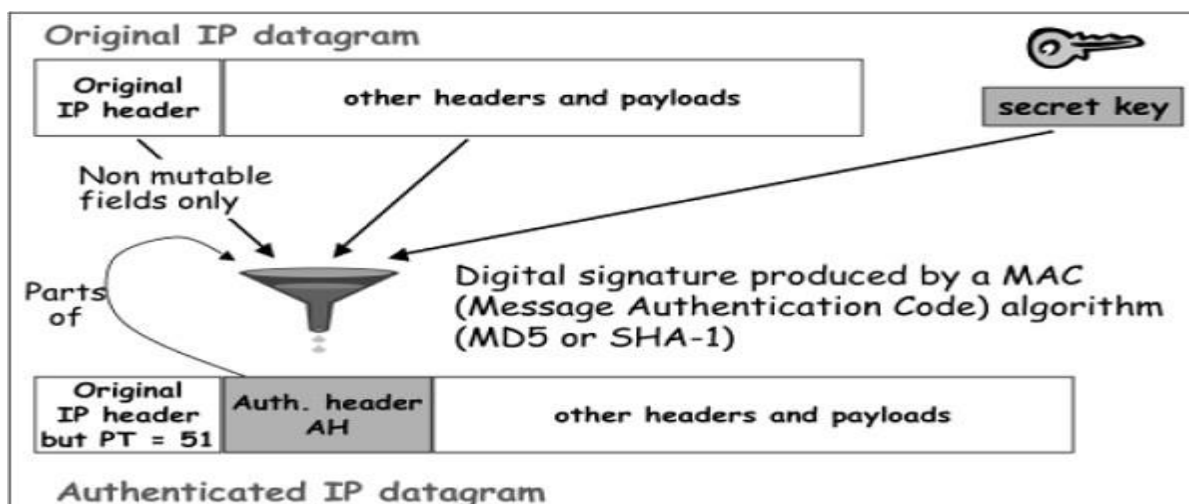 Original IP datagram
Original
IP header
other headers and payloads
secret key
Non mutable
fields only
Parts
of
Digital signature produced by a MAC
(Message Authentication Code) algorithm
(MD5 or SHA-1)
Original
IP header
but PT = 51
Auth. header
AH
other headers and payloads
Authenticated IP datagram